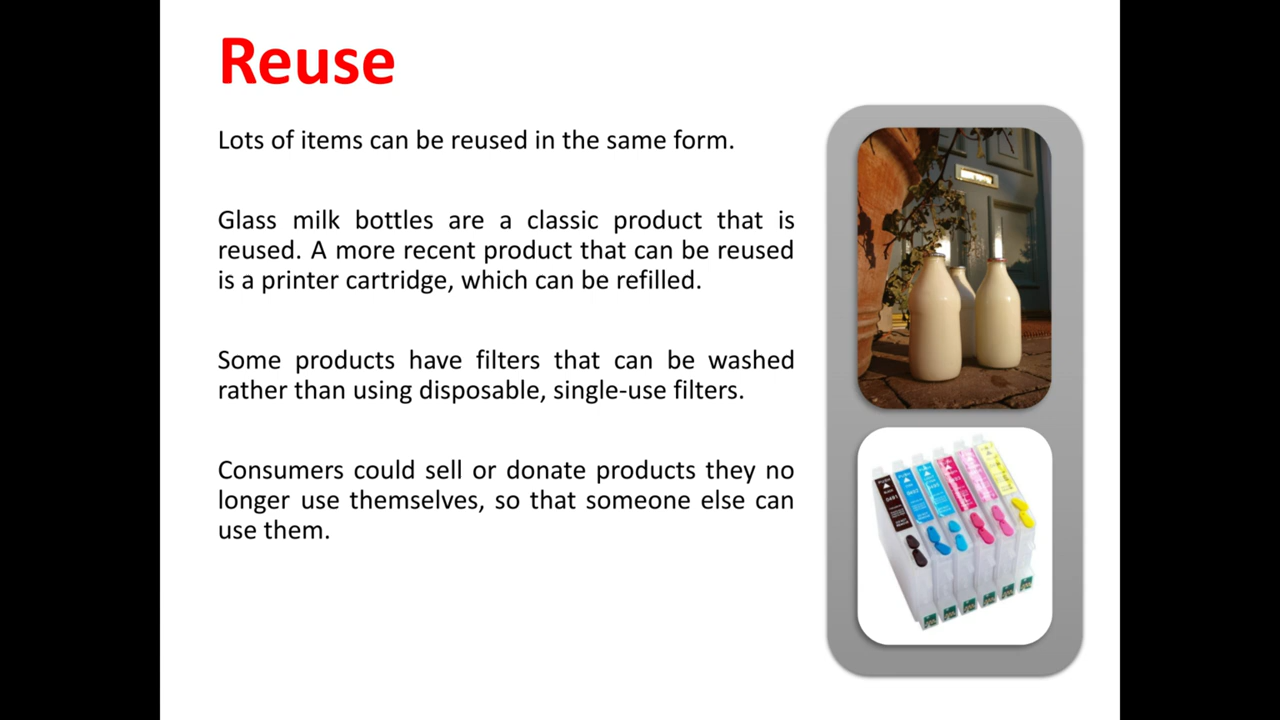 Reuse
Lots of items can be reused in the same form.
Glass milk bottles are a classic product that is
reused. A more recent product that can be reused
is a printer cartridge, which can be refilled.
Some products have filters that can be washed
rather than using disposable, single-use filters.
Consumers could sell or donate products they no
longer use themselves, so that someone else can
use them.